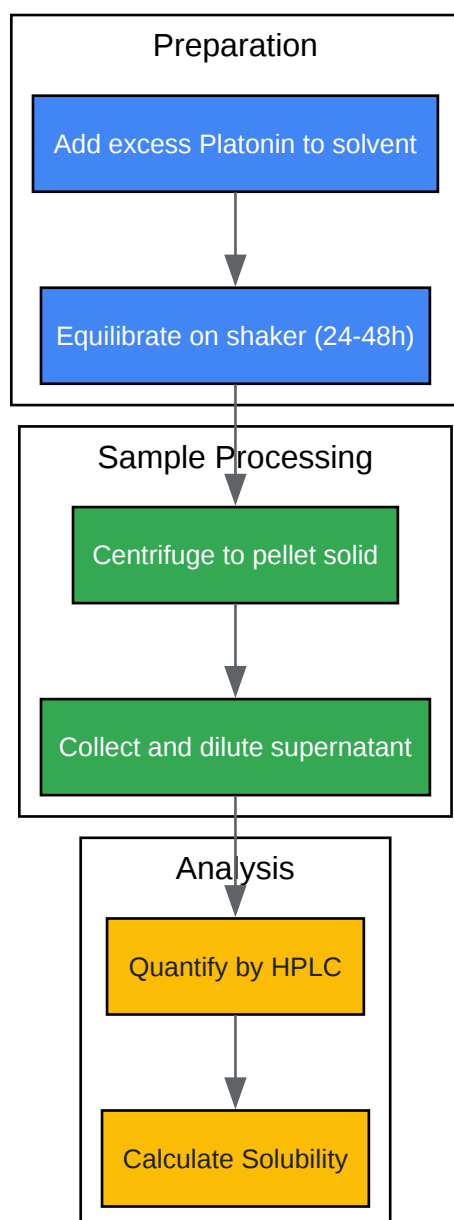 Preparation
Add excess Platonin to solvent
Equilibrate on shaker (24-48h)
Sample Processing
Centrifuge to pellet solid
Collect and dilute supernatant
Analysis
Quantify by HPLC
Calculate Solubility